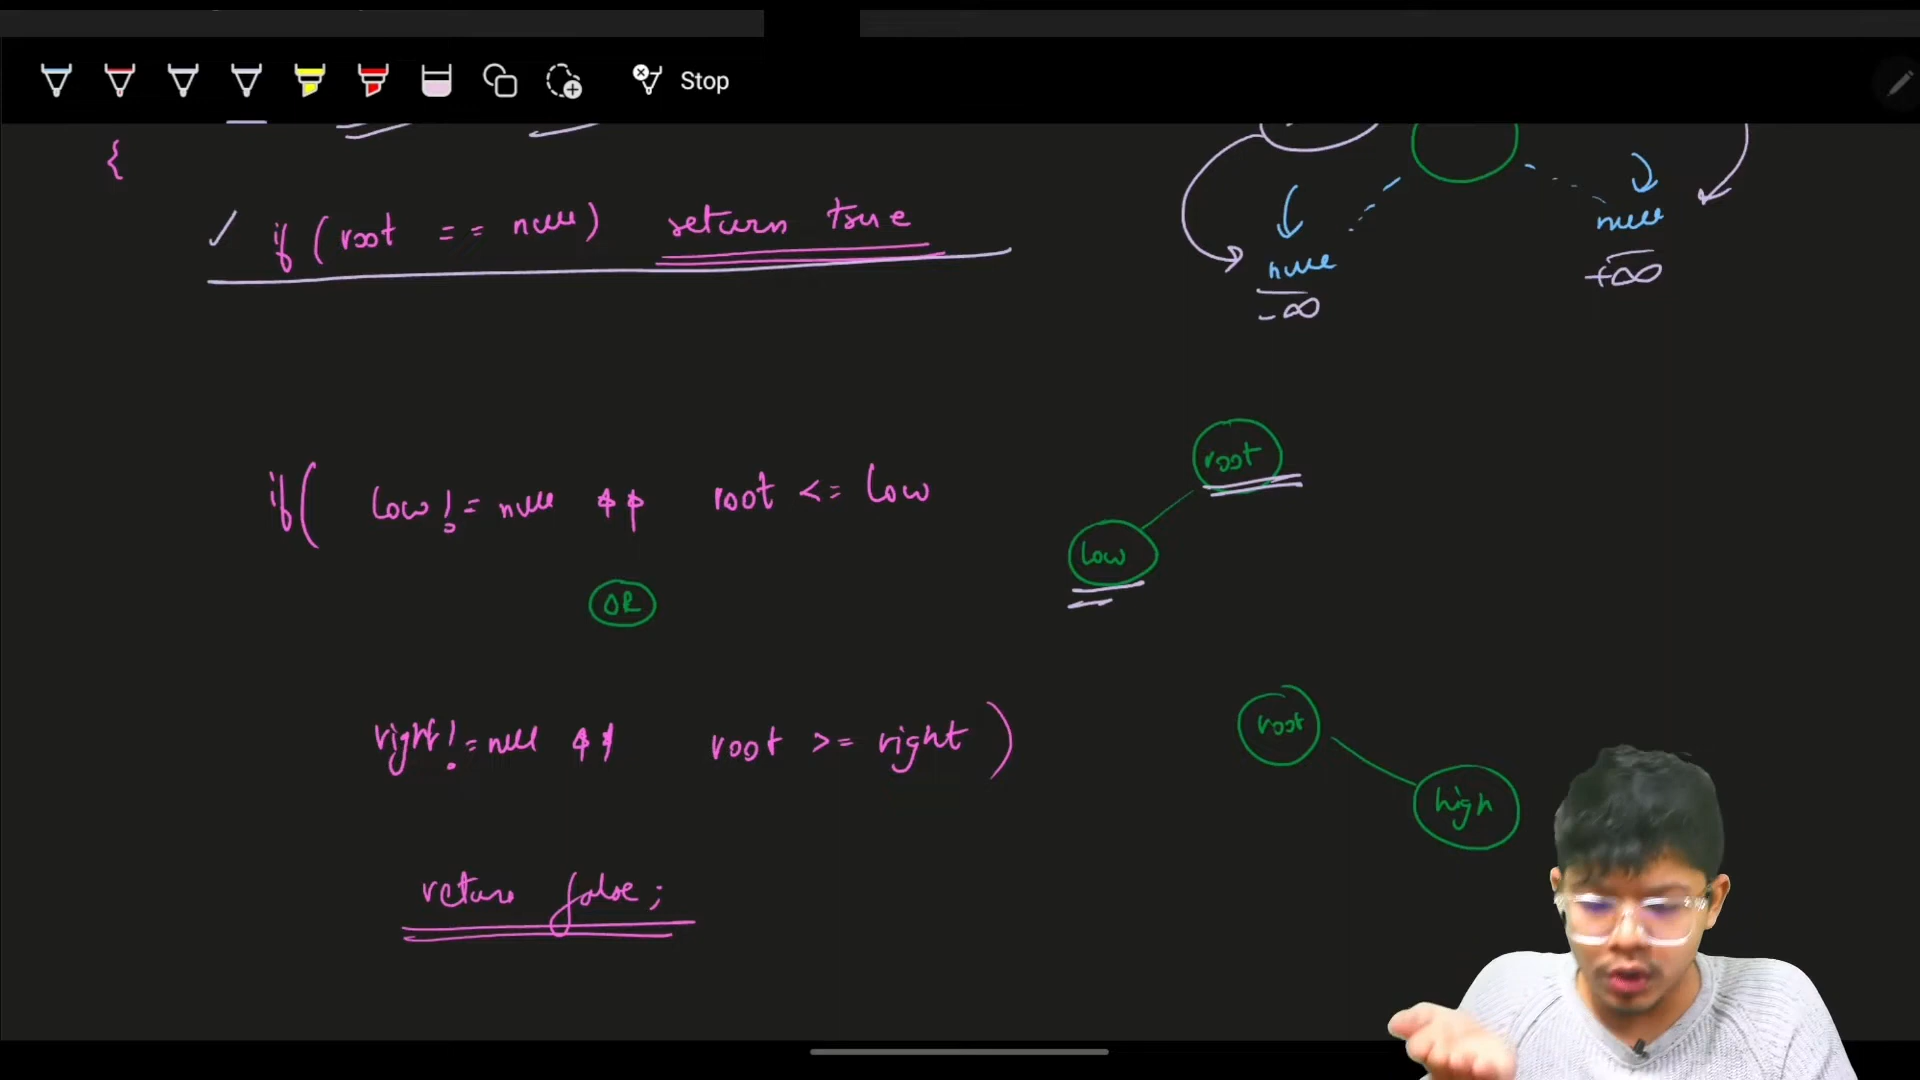 Stop
{
✓ if (root == null) return true
null
-∞
null
+∞
if( low != null && root <= low
root
low
OR
right != null && root >= right )
root
high
return false;